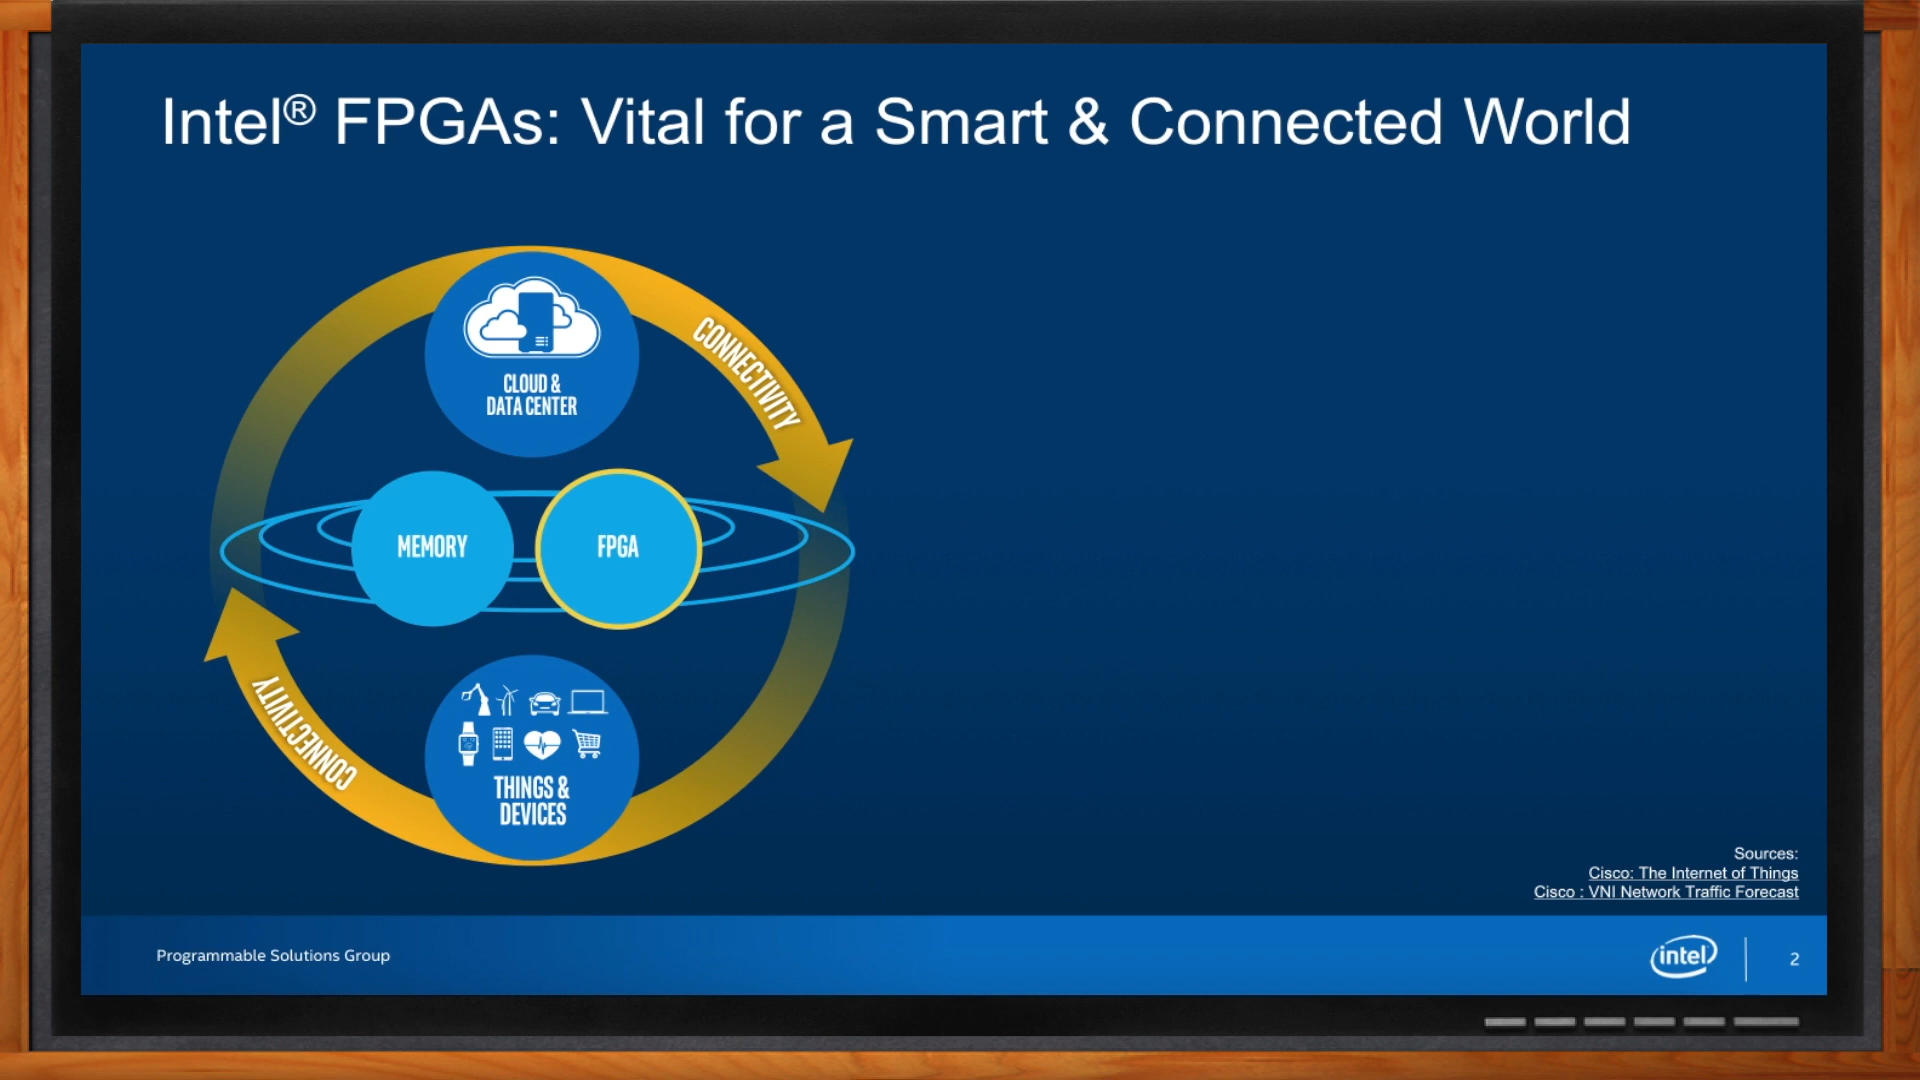 Intel® FPGAs: Vital for a Smart & Connected World
CONNECTIVITY
CLOUD &
DATA CENTER
MEMORY
FPGA
CONNECTIVITY
THINGS &
DEVICES
Sources:
Cisco: The Internet of Things
Cisco : VNI Network Traffic Forecast
Programmable Solutions Group
intel
2